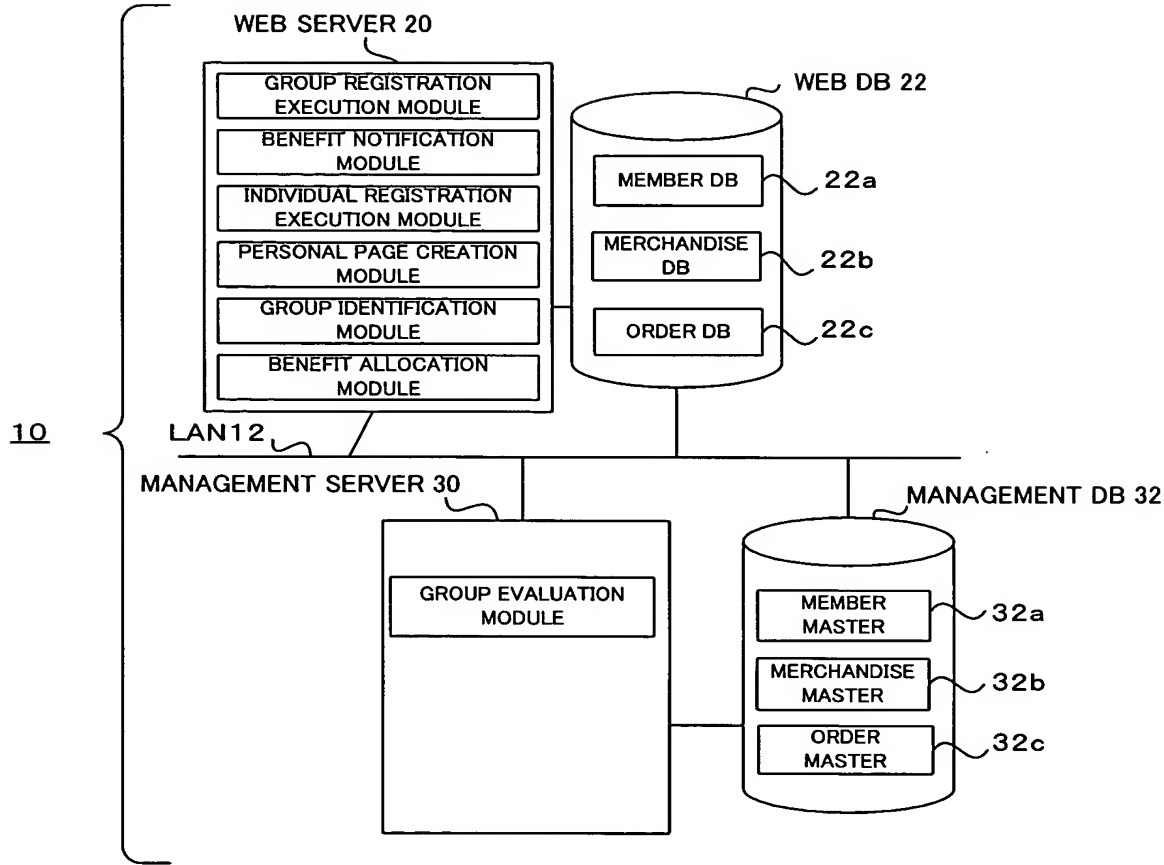 WEB SERVER 20
GROUP REGISTRATION
EXECUTION MODULE
BENEFIT NOTIFICATION
MODULE
INDIVIDUAL REGISTRATION
EXECUTION MODULE
PERSONAL PAGE CREATION
MODULE
GROUP IDENTIFICATION
MODULE
BENEFIT ALLOCATION
MODULE
WEB DB 22
MEMBER DB
22a
MERCHANDISE
DB
22b
ORDER DB
22c
10
LAN12
MANAGEMENT SERVER 30
GROUP EVALUATION
MODULE
MANAGEMENT DB 32
MEMBER
MASTER
32a
MERCHANDISE
MASTER
32b
ORDER
MASTER
32c